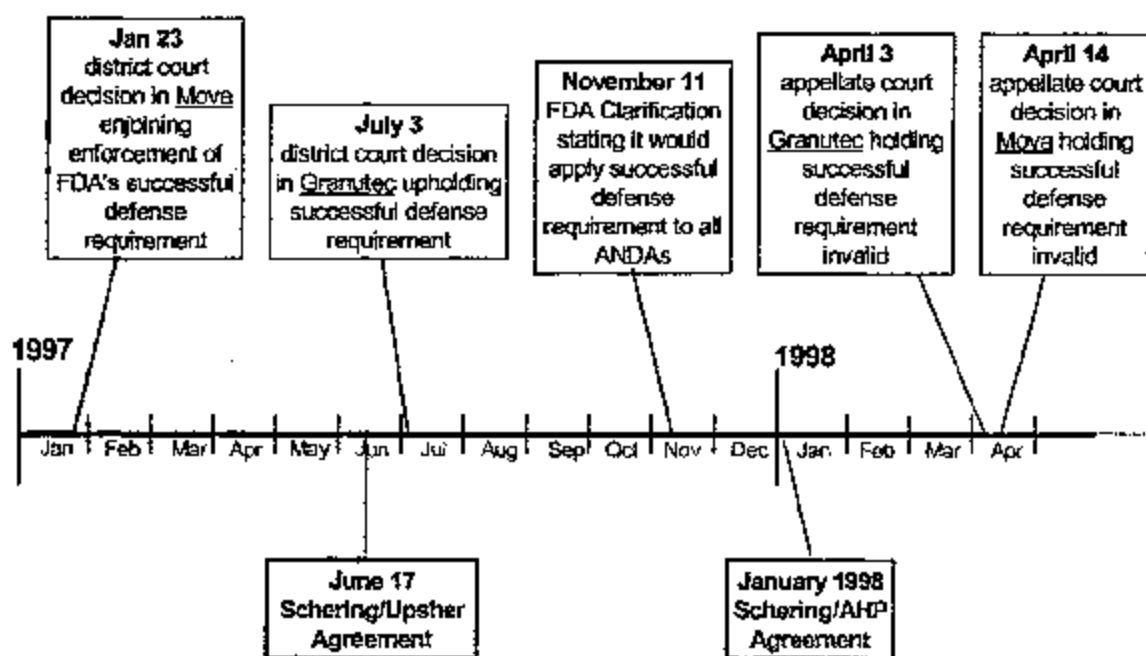 Jan 23
district court
decision in Mova
enjoining
enforcement of
FDA's successful
defense
requirement
July 3
district court decision
in Granutec upholding
successful defense
requirement
November 11
FDA Clarification
stating it would
apply successful
defense
requirement to all
ANDAs
April 3
appellate court
decision in
Granutec holding
successful
defense
requirement
invalid
April 14
appellate court
decision in
Mova holding
successful
defense
requirement
invalid
1997
1998
Jan Feb Mar Apr May Jun Jul Aug Sep Oct Nov Dec Jan Feb Mar Apr
June 17
Schering/Upsher
Agreement
January 1998
Schering/AHP
Agreement